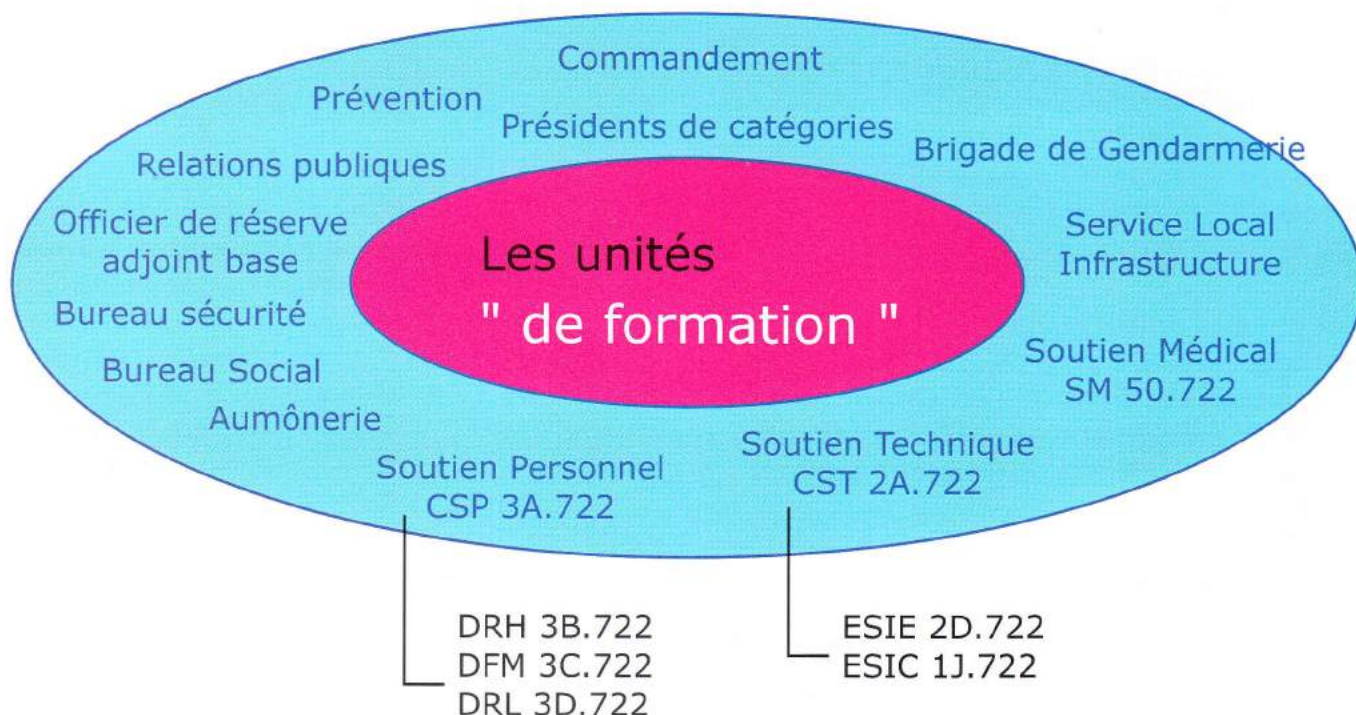 Commandement
Prévention
Présidents de catégories
Brigade de Gendarmerie
Relations publiques
Officier de réserve
adjoint base
Service Local
Infrastructure
Les unités
" de formation "
Bureau sécurité
Soutien Médical
SM 50.722
Bureau Social
Aumônerie
Soutien Technique
CST 2A.722
Soutien Personnel
CSP 3A.722
DRH 3B.722
DFM 3C.722
DRL 3D.722
ESIE 2D.722
ESIC 1J.722